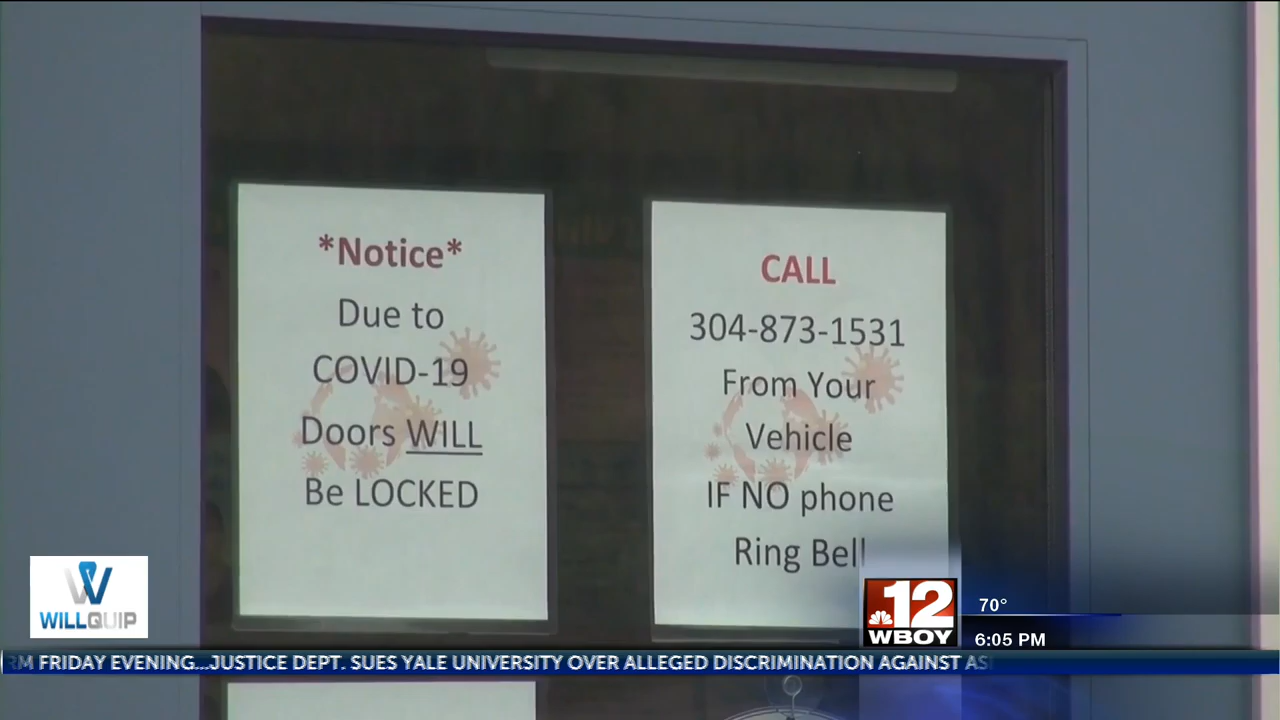 *Notice*
Due to
COVID-19
Doors WILL
Be LOCKED
CALL
304-873-1531
From Your
Vehicle
IF NO phone
Ring Bell
WILLQUIP
12
WBOY
70°
6:05 PM
FRIDAY EVENING...JUSTICE DEPT. SUES YALE UNIVERSITY OVER ALLEGED DISCRIMINATION AGAINST